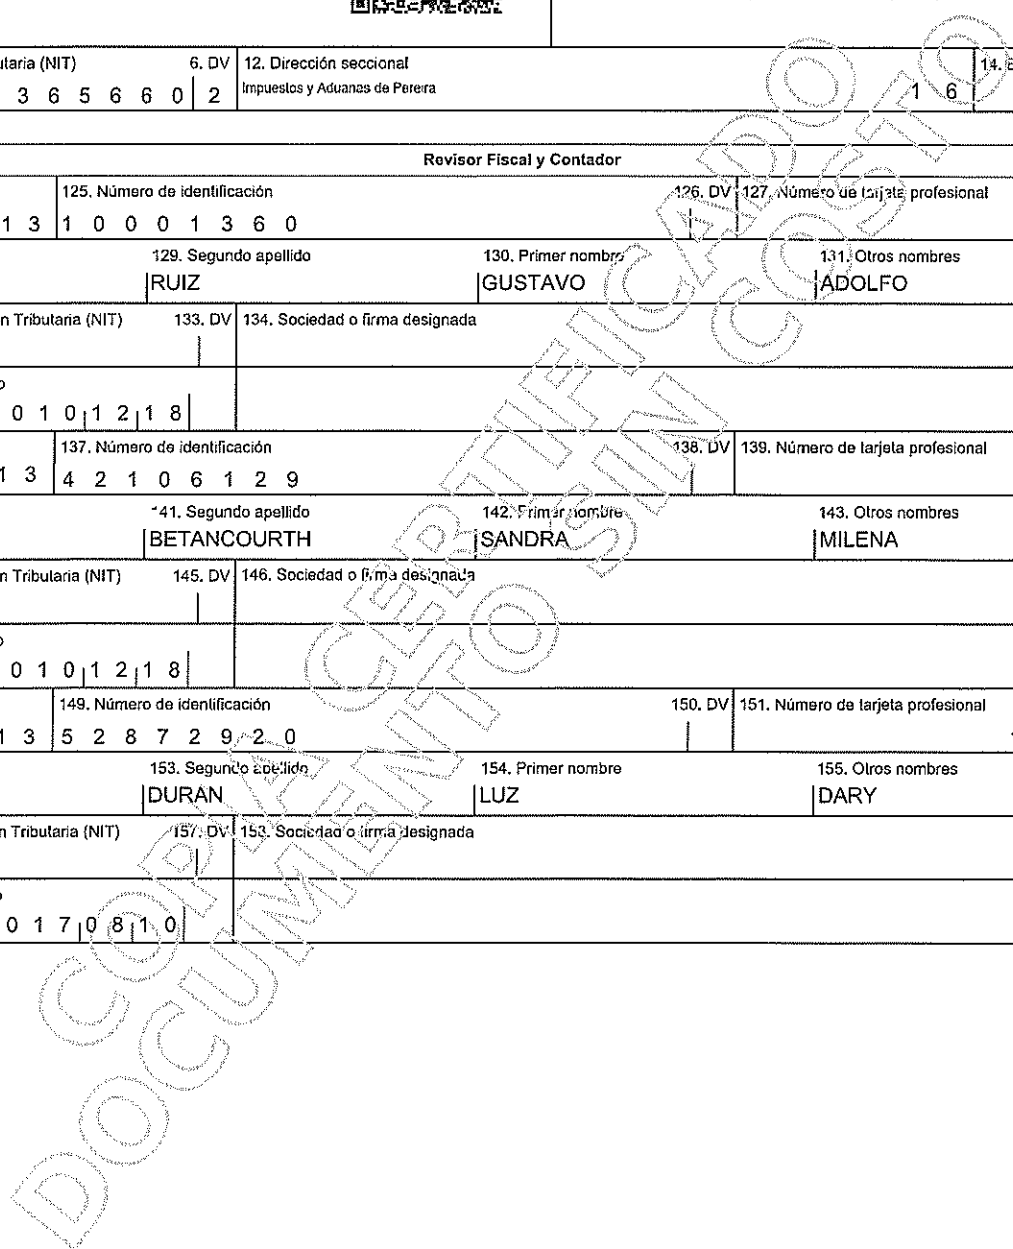 utaria (NIT) 6. DV 12. Dirección seccional 14. B
3 6 5 6 6 0 2 Impuestos y Aduanas de Pereira 1 6
Revisor Fiscal y Contador
125. Número de identificación 126. DV 127. Número de tarjeta profesional
1 3 1 0 0 0 1 3 6 0
129. Segundo apellido 130. Primer nombre 131. Otros nombres
RUIZ GUSTAVO ADOLFO
n Tributaria (NIT) 133. DV 134. Sociedad o firma designada
o
0 1 0 1 2 1 8
137. Número de identificación 138. DV 139. Número de tarjeta profesional
1 3 4 2 1 0 6 1 2 9
141. Segundo apellido 142. Primer nombre 143. Otros nombres
BETANCOURTH SANDRA MILENA
n Tributaria (NIT) 145. DV 146. Sociedad o firma designada
o
0 1 0 1 2 1 8
149. Número de identificación 150. DV 151. Número de tarjeta profesional
1 3 5 2 8 7 2 9 2 0
153. Segundo apellido 154. Primer nombre 155. Otros nombres
DURAN LUZ DARY
n Tributaria (NIT) 157. DV 158. Sociedad o firma designada
o
0 1 7 0 8 1 0
COPIA CERTIFICADO
DOCUMENTO SIN COSTO